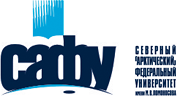 сафу
СЕВЕРНЫЙ
(АРКТИЧЕСКИЙ)
ФЕДЕРАЛЬНЫЙ
УНИВЕРСИТЕТ
ИМЕНИ М.В. ЛОМОНОСОВА